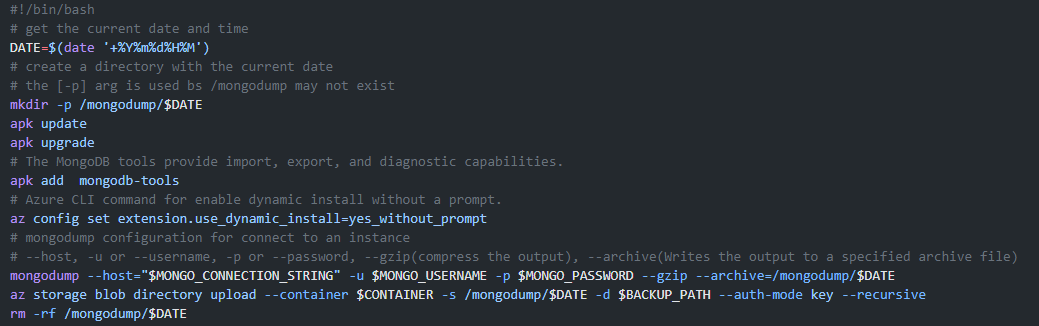 #!/bin/bash
# get the current date and time
DATE=$(date '+%Y%m%d%H%M')
# create a directory with the current date
# the [-p] arg is used bs /mongodump may not exist
mkdir -p /mongodump/$DATE
apk update
apk upgrade
# The MongoDB tools provide import, export, and diagnostic capabilities.
apk add  mongodb-tools
# Azure CLI command for enable dynamic install without a prompt.
az config set extension.use_dynamic_install=yes_without_prompt
# mongodump configuration for connect to an instance
# --host, -u or --username, -p or --password, --gzip(compress the output), --archive(Writes the output to a specified archive file)
mongodump --host="$MONGO_CONNECTION_STRING" -u $MONGO_USERNAME -p $MONGO_PASSWORD --gzip --archive=/mongodump/$DATE
az storage blob directory upload --container $CONTAINER -s /mongodump/$DATE -d $BACKUP_PATH --auth-mode key --recursive
rm -rf /mongodump/$DATE